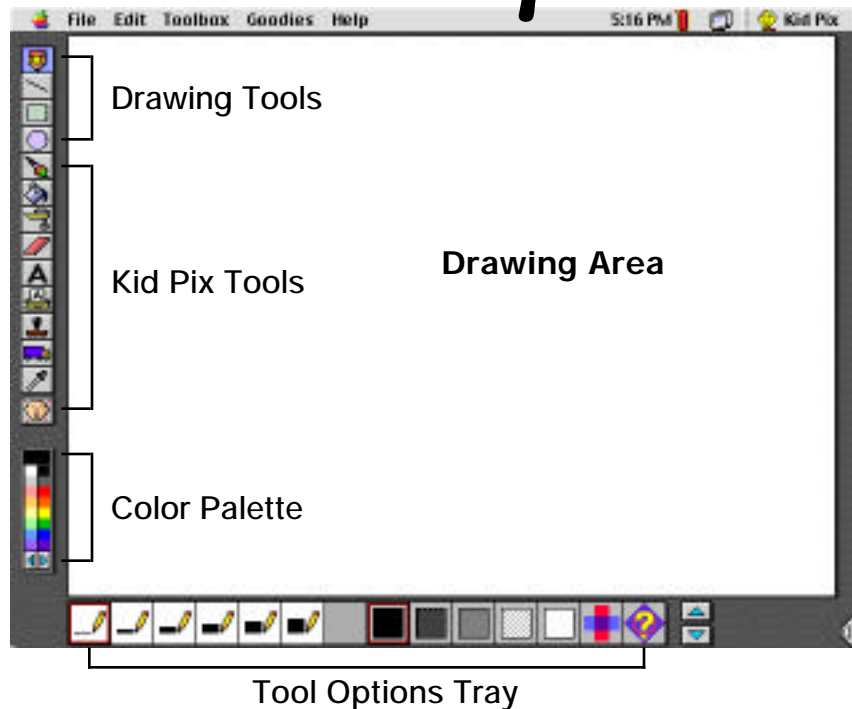 File Edit Toolbox Goodies Help 5:16 PM Kid Pix
Drawing Tools
Drawing Area
Kid Pix Tools
A
Color Palette
?
Tool Options Tray